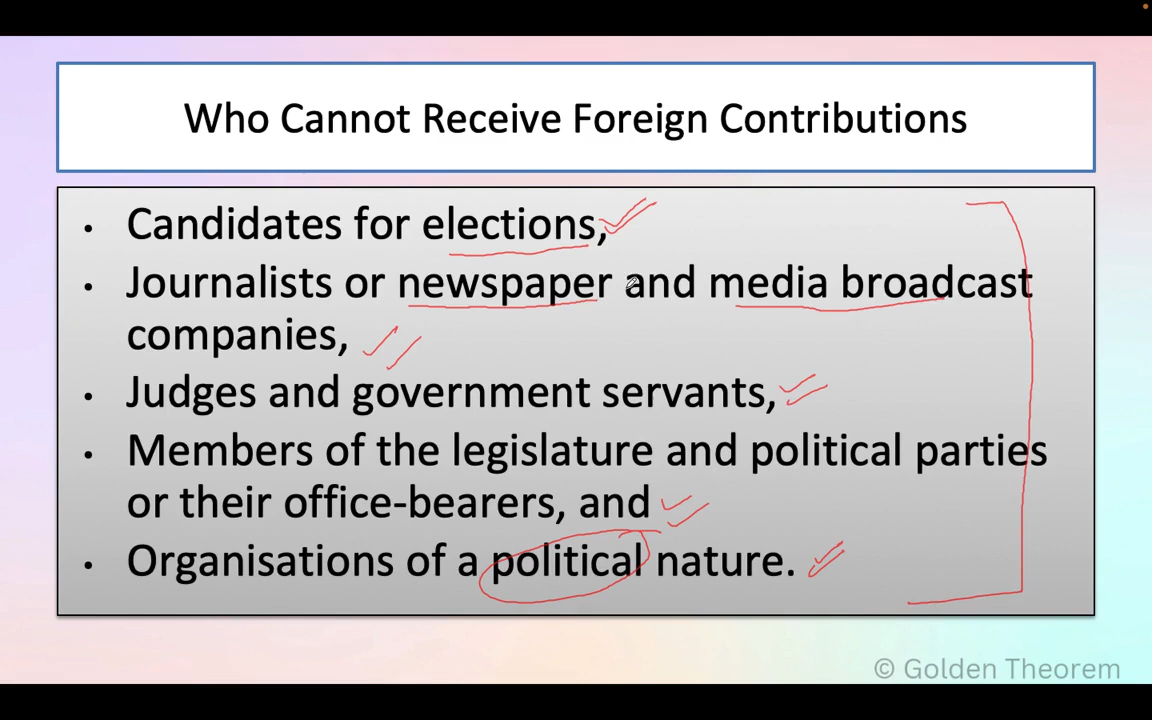 Who Cannot Receive Foreign Contributions
• Candidates for elections,
• Journalists or newspaper and media broadcast
companies,
• Judges and government servants,
• Members of the legislature and political parties
or their office-bearers, and
• Organisations of a political nature.
© Golden Theorem